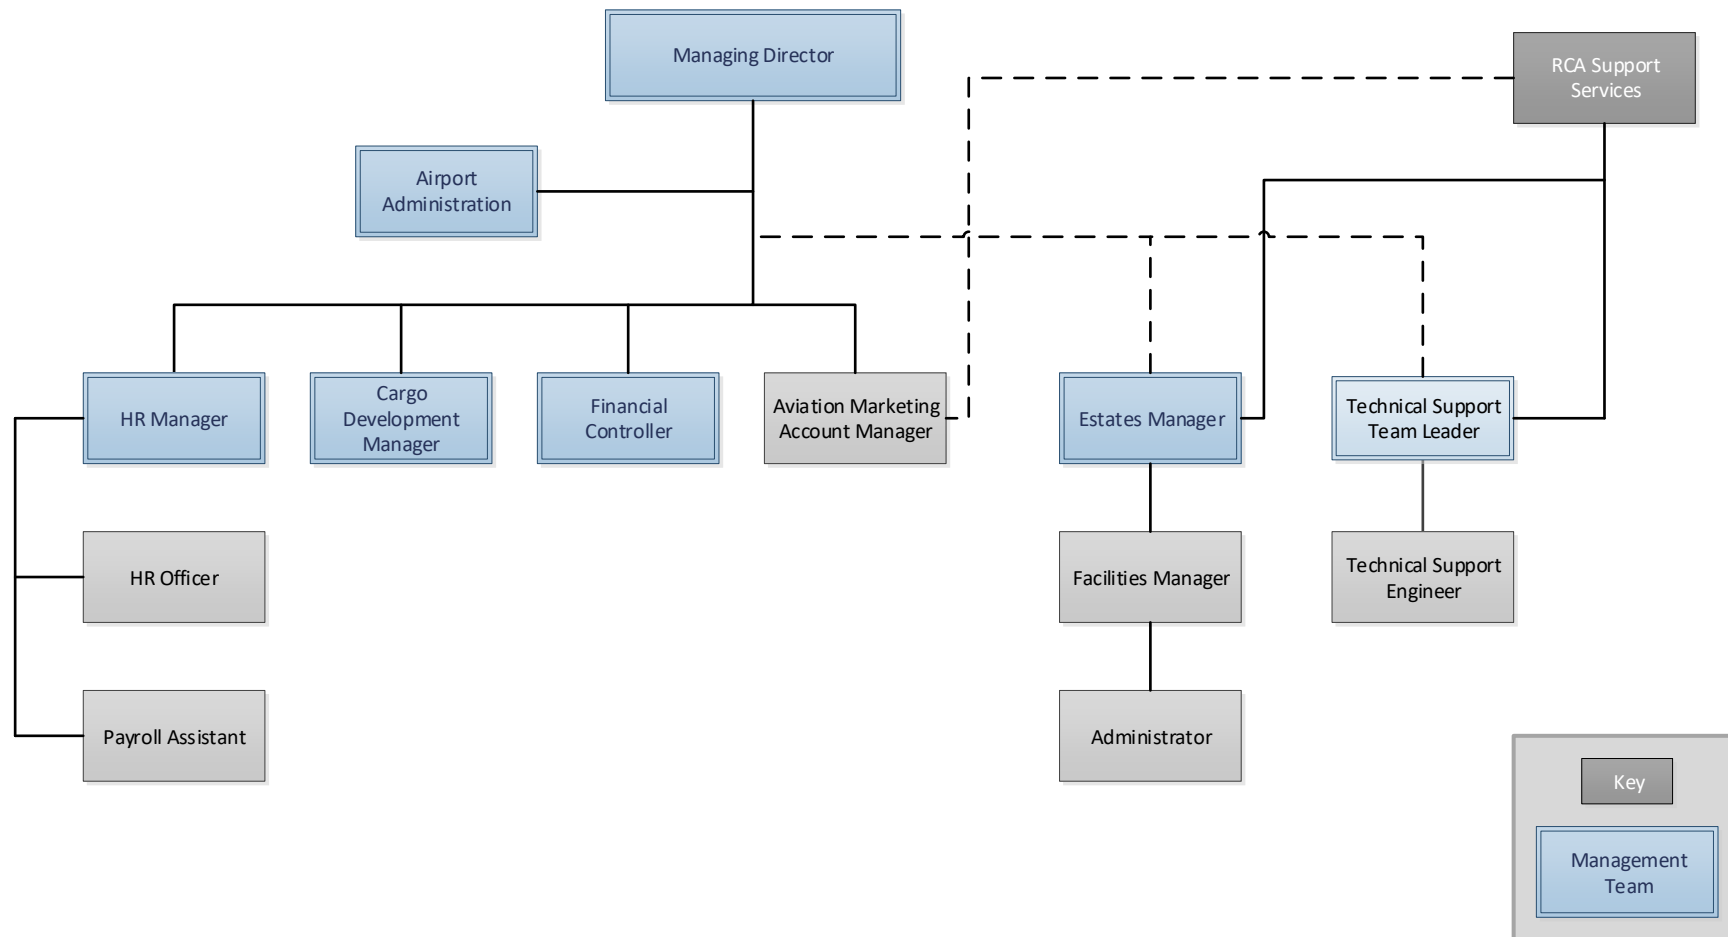 Managing Director
RCA Support
Services
Airport
Administration
HR Manager
Cargo
Development
Manager
Financial
Controller
Aviation Marketing
Account Manager
Estates Manager
Technical Support
Team Leader
HR Officer
Facilities Manager
Technical Support
Engineer
Payroll Assistant
Administrator
Key
Management
Team